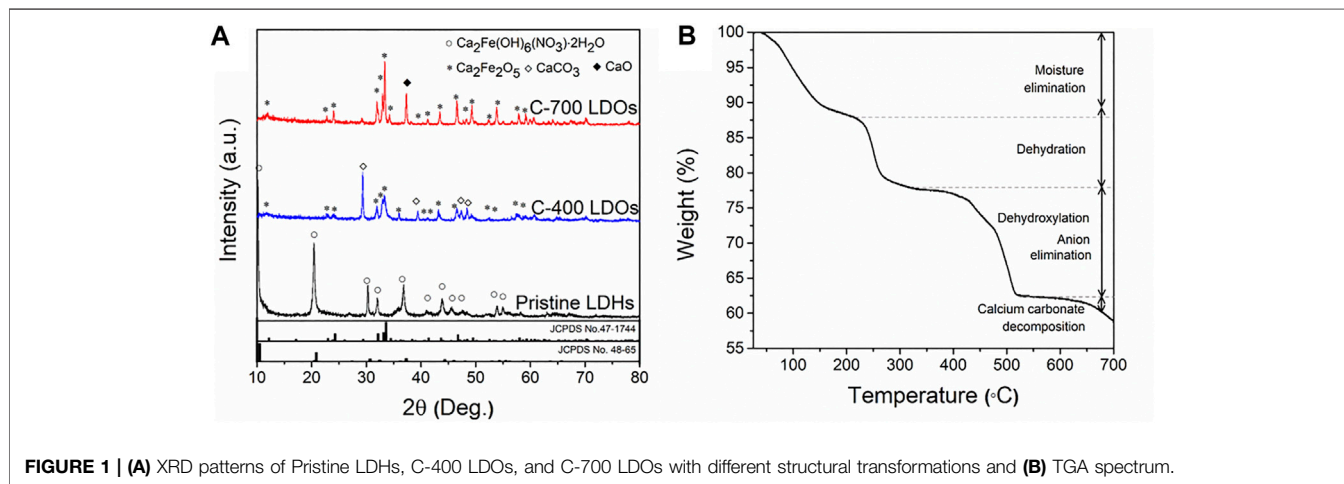 A
○ Ca2Fe(OH)6(NO3)·2H2O
* Ca2Fe2O5 ◇ CaCO3 ◆ CaO
C-700 LDOs
C-400 LDOs
Pristine LDHs
JCPDS No.47-1744
JCPDS No. 48-65
10 20 30 40 50 60 70 80
2θ (Deg.)
Intensity (a.u.)
B
100
95
90
85
80
75
70
65
60
55
Weight (%)
Moisture
elimination
Dehydration
Dehydroxylation
Anion
elimination
Calcium carbonate
decomposition
100 200 300 400 500 600 700
Temperature (◦C)
FIGURE 1 | (A) XRD patterns of Pristine LDHs, C-400 LDOs, and C-700 LDOs with different structural transformations and (B) TGA spectrum.